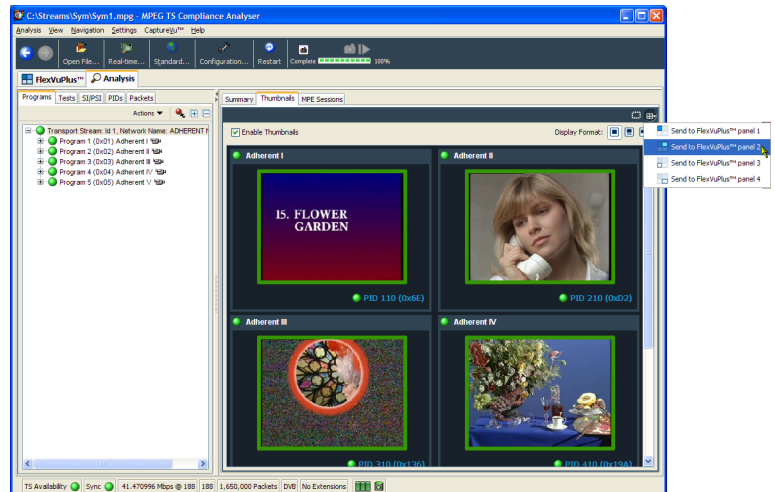 C:\Streams\Sym\Sym1.mpg - MPEG TS Compliance Analyser
Analysis View Navigation Settings CaptureVu™ Help
Open File... Real-time... Standard... Configuration... Restart Complete 100%
FlexVuPlus™ Analysis
Programs Tests SI/PSI PIDs Packets
Summary Thumbnails MPE Sessions
Actions
Enable Thumbnails
Display Format:
Send to FlexVuPlus™ panel 1
Send to FlexVuPlus™ panel 2
Send to FlexVuPlus™ panel 3
Send to FlexVuPlus™ panel 4
Transport Stream: Id 1, Network Name: ADHERENT
Program 1 (0x01) Adherent I
Program 2 (0x02) Adherent II
Program 3 (0x03) Adherent III
Program 4 (0x04) Adherent IV
Program 5 (0x05) Adherent V
Adherent I
15. FLOWER
GARDEN
PID 110 (0x6E)
Adherent II
PID 210 (0xD2)
Adherent III
PID 310 (0x136)
Adherent IV
PID 410 (0x19A)
TS Availability Sync 41.470996 Mbps @ 188 188 1,650,000 Packets DVB No Extensions